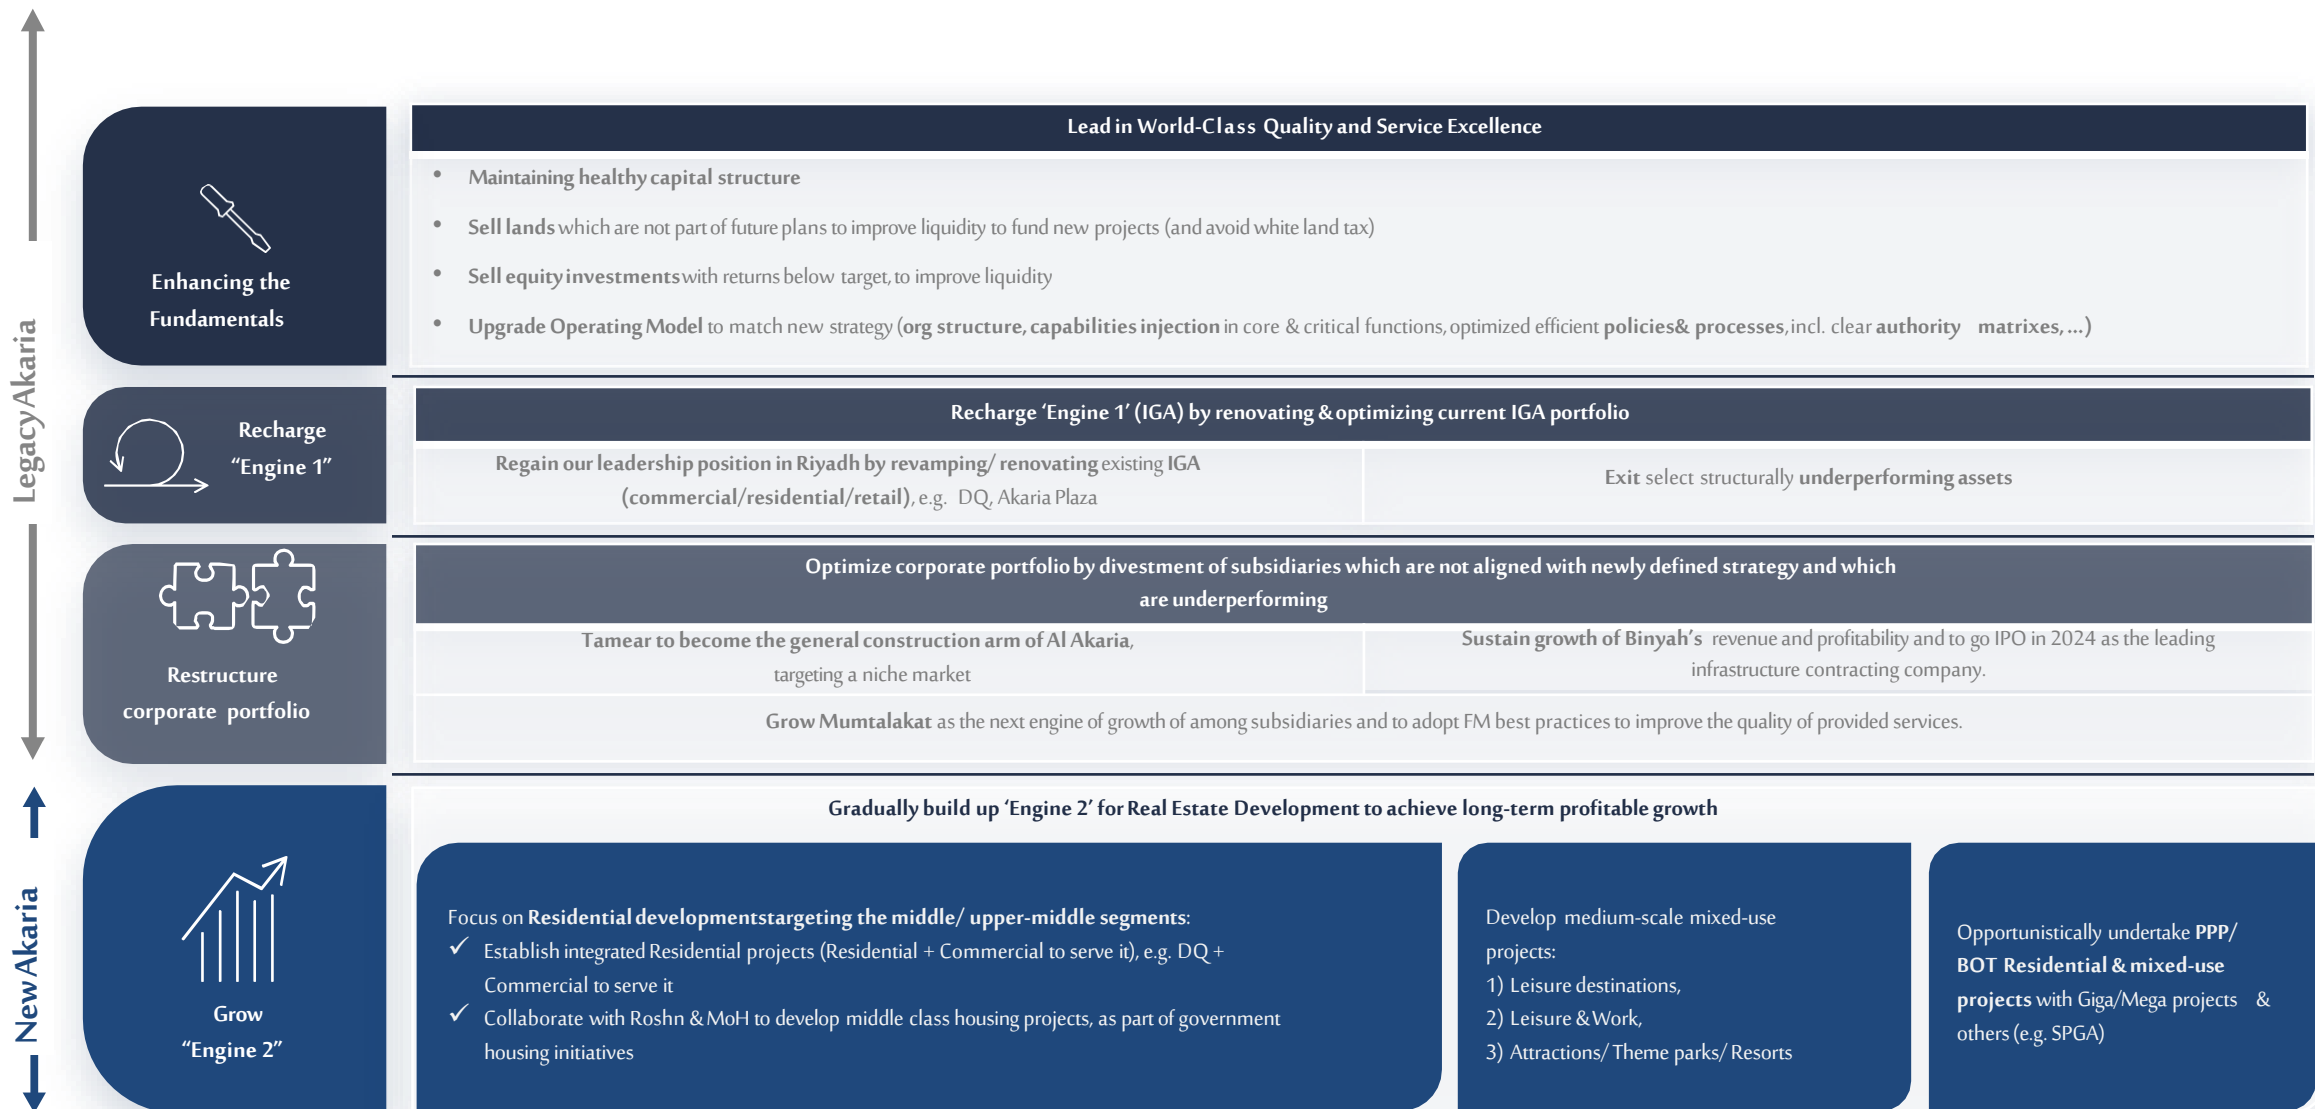 Legacy Akaria
Enhancing the
Fundamentals
Lead in World-Class Quality and Service Excellence
• Maintaining healthy capital structure
• Sell lands which are not part of future plans to improve liquidity to fund new projects (and avoid white land tax)
• Sell equity investments with returns below target, to improve liquidity
• Upgrade Operating Model to match new strategy (org structure, capabilities injection in core & critical functions, optimized efficient policies& processes, incl. clear authority matrixes, ...)
Recharge
“Engine 1”
Recharge ‘Engine 1’ (IGA) by renovating & optimizing current IGA portfolio
Regain our leadership position in Riyadh by revamping/ renovating existing IGA
(commercial/residential/retail), e.g. DQ, Akaria Plaza
Exit select structurally underperforming assets
Restructure
corporate portfolio
Optimize corporate portfolio by divestment of subsidiaries which are not aligned with newly defined strategy and which
are underperforming
Tamear to become the general construction arm of Al Akaria,
targeting a niche market
Sustain growth of Binyah’s revenue and profitability and to go IPO in 2024 as the leading
infrastructure contracting company.
Grow Mumtalakat as the next engine of growth of among subsidiaries and to adopt FM best practices to improve the quality of provided services.
New Akaria
Grow
“Engine 2”
Gradually build up ‘Engine 2’ for Real Estate Development to achieve long-term profitable growth
Focus on Residential developmentstargeting the middle/ upper-middle segments:
✓ Establish integrated Residential projects (Residential + Commercial to serve it), e.g. DQ +
Commercial to serve it
✓ Collaborate with Roshn & MoH to develop middle class housing projects, as part of government
housing initiatives
Develop medium-scale mixed-use
projects:
1) Leisure destinations,
2) Leisure & Work,
3) Attractions/ Theme parks/ Resorts
Opportunistically undertake PPP/
BOT Residential & mixed-use
projects with Giga/Mega projects &
others (e.g. SPGA)